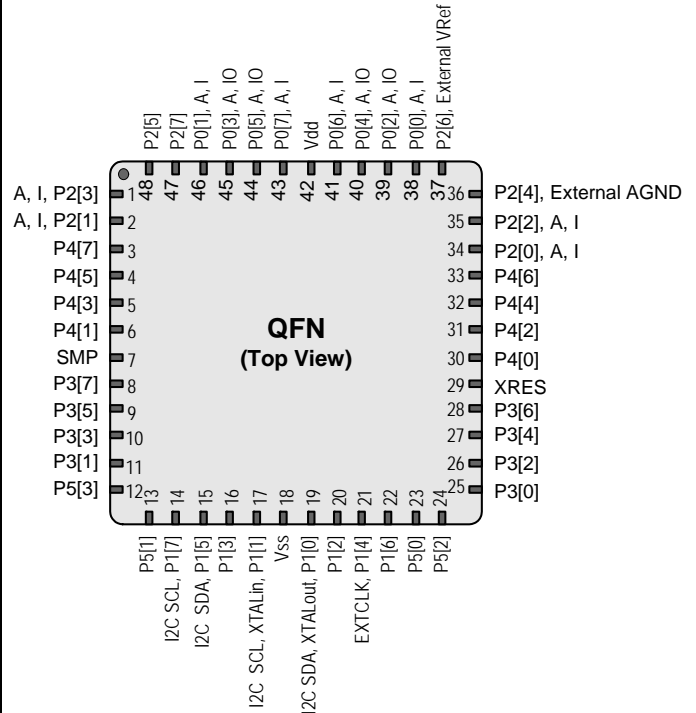 P2[5]
P2[7]
P0[1], A, I
P0[3], A, IO
P0[5], A, IO
P0[7], A, I
Vdd
P0[6], A, I
P0[4], A, IO
P0[2], A, IO
P0[0], A, I
P2[6], External VRef
48
47
46
45
44
43
42
41
40
39
38
37
A, I, P2[3]
1
A, I, P2[1]
2
P4[7]
3
P4[5]
4
P4[3]
5
P4[1]
6
SMP
7
P3[7]
8
P3[5]
9
P3[3]
10
P3[1]
11
P5[3]
12
QFN
(Top View)
36
P2[4], External AGND
35
P2[2], A, I
34
P2[0], A, I
33
P4[6]
32
P4[4]
31
P4[2]
30
P4[0]
29
XRES
28
P3[6]
27
P3[4]
26
P3[2]
25
P3[0]
13
14
15
16
17
18
19
20
21
22
23
24
P5[1]
I2C SCL, P1[7]
I2C SDA, P1[5]
P1[3]
I2C SCL, XTALin, P1[1]
Vss
I2C SDA, XTALout, P1[0]
P1[2]
EXTCLK, P1[4]
P1[6]
P5[0]
P5[2]